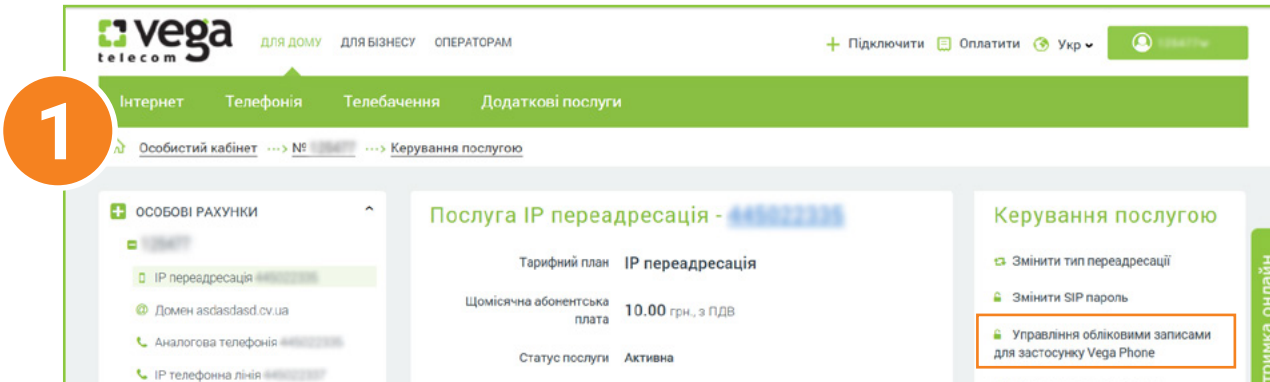 vega
telecom
ДЛЯ ДОМУ ДЛЯ БІЗНЕСУ ОПЕРАТОРАМ
Підключити Оплатити Укр
Інтернет Телефонія Телебачення Додаткові послуги
1
Особистий кабінет ---> № ---> Керування послугою
ОСОБОВІ РАХУНКИ
IP переадресація
Домен asdasdasd.cv.ua
Аналогова телефонія
IP телефонна лінія
Послуга IP переадресація -
Тарифний план IP переадресація
Щомісячна абонентська
плата 10.00 грн., з ПДВ
Статус послуги Активна
Керування послугою
Змінити тип переадресації
Змінити SIP пароль
Управління обліковими записами
для застосунку Vega Phone
онлайн